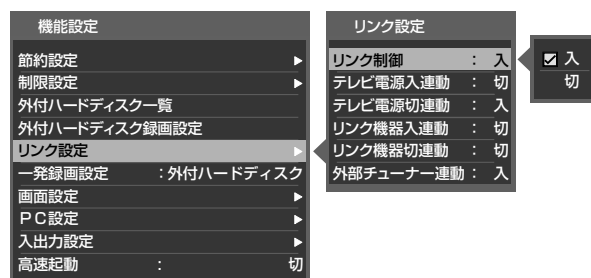 機能設定
節約設定
制限設定
外付ハードディスク一覧
外付ハードディスク録画設定
リンク設定
一発録画設定 :外付ハードディスク
画面設定
PC設定
入出力設定
高速起動 : 切
リンク設定
リンク制御 : 入
テレビ電源入連動 : 切
テレビ電源切連動 : 入
リンク機器入連動 : 切
リンク機器切連動 : 切
外部チューナー連動 : 入
入
切